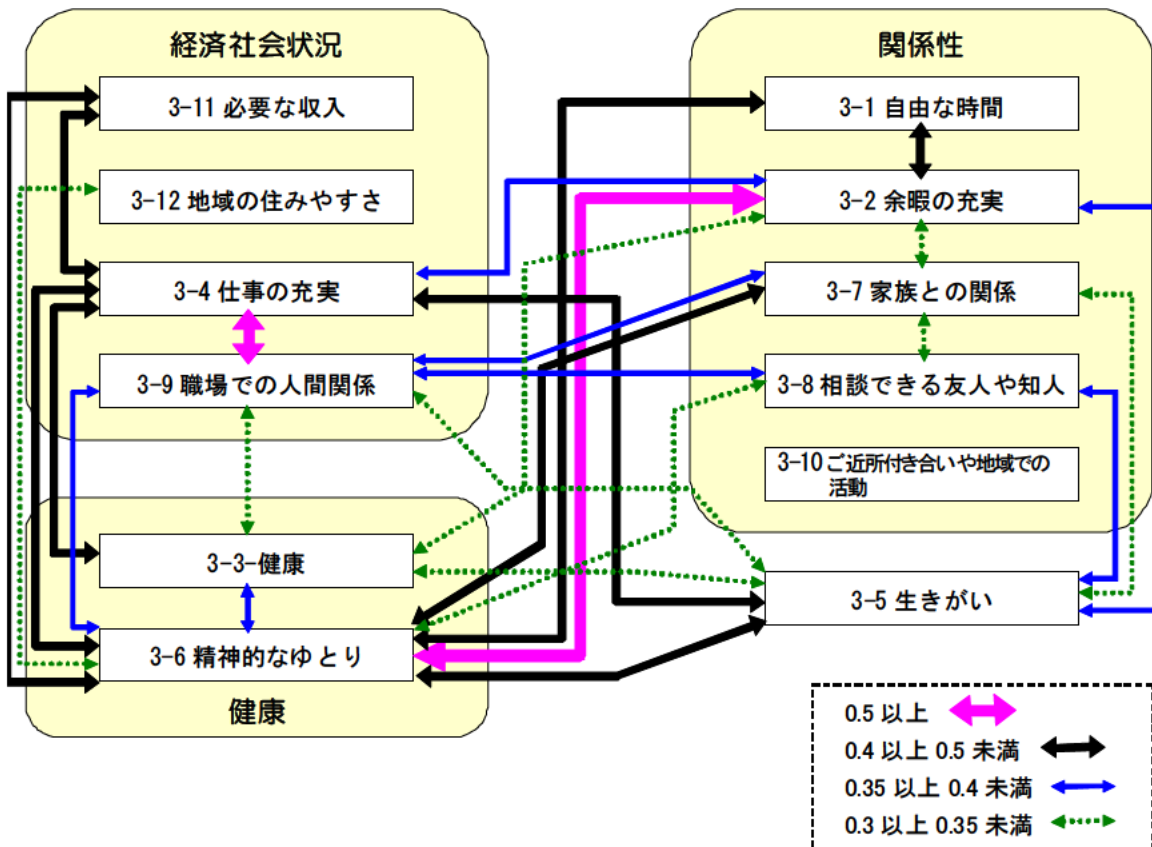 経済社会状況
3-11 必要な収入
3-12 地域の住みやすさ
3-4 仕事の充実
3-9 職場での人間関係
3-3-健康
3-6 精神的なゆとり
健康
関係性
3-1 自由な時間
3-2 余暇の充実
3-7 家族との関係
3-8 相談できる友人や知人
3-10 ご近所付き合いや地域での
活動
3-5 生きがい
0.5 以上
0.4 以上 0.5 未満
0.35 以上 0.4 未満
0.3 以上 0.35 未満